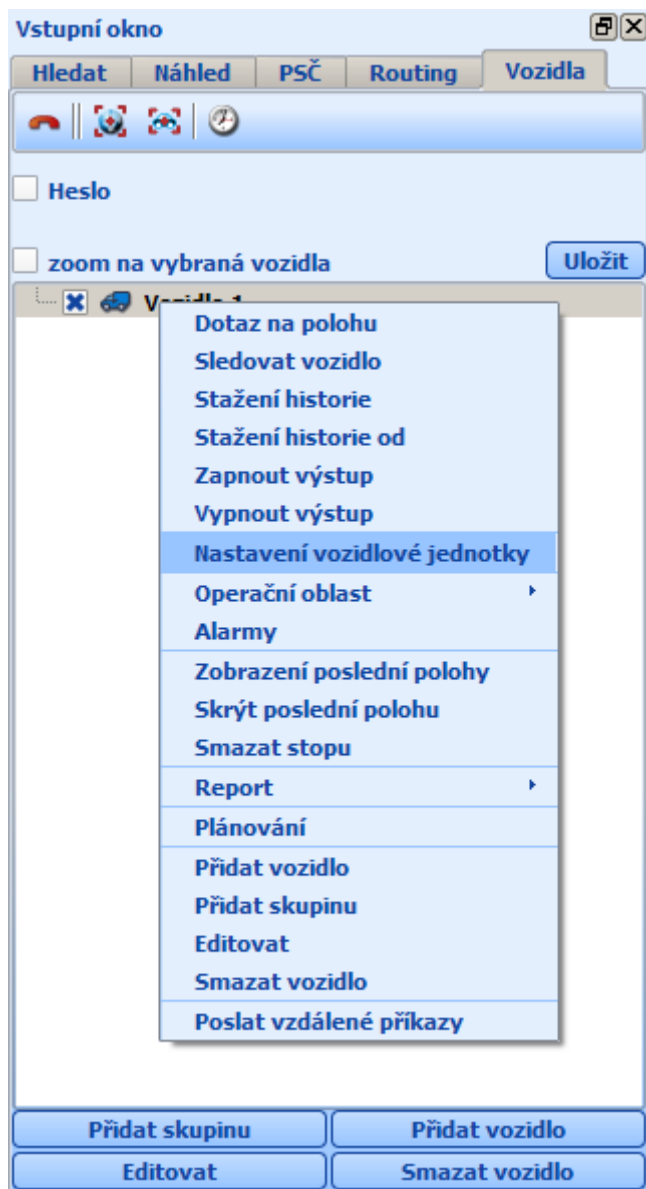 Vstupní okno
Hledat Náhled PSČ Routing Vozidla
Heslo
zoom na vybraná vozidla Uložit
Vozidlo 1
Dotaz na polohu
Sledovat vozidlo
Stažení historie
Stažení historie od
Zapnout výstup
Vypnout výstup
Nastavení vozidlové jednotky
Operační oblast
Alarmy
Zobrazení poslední polohy
Skrýt poslední polohu
Smazat stopu
Report
Plánování
Přidat vozidlo
Přidat skupinu
Editovat
Smazat vozidlo
Poslat vzdálené příkazy
Přidat skupinu Přidat vozidlo
Editovat Smazat vozidlo